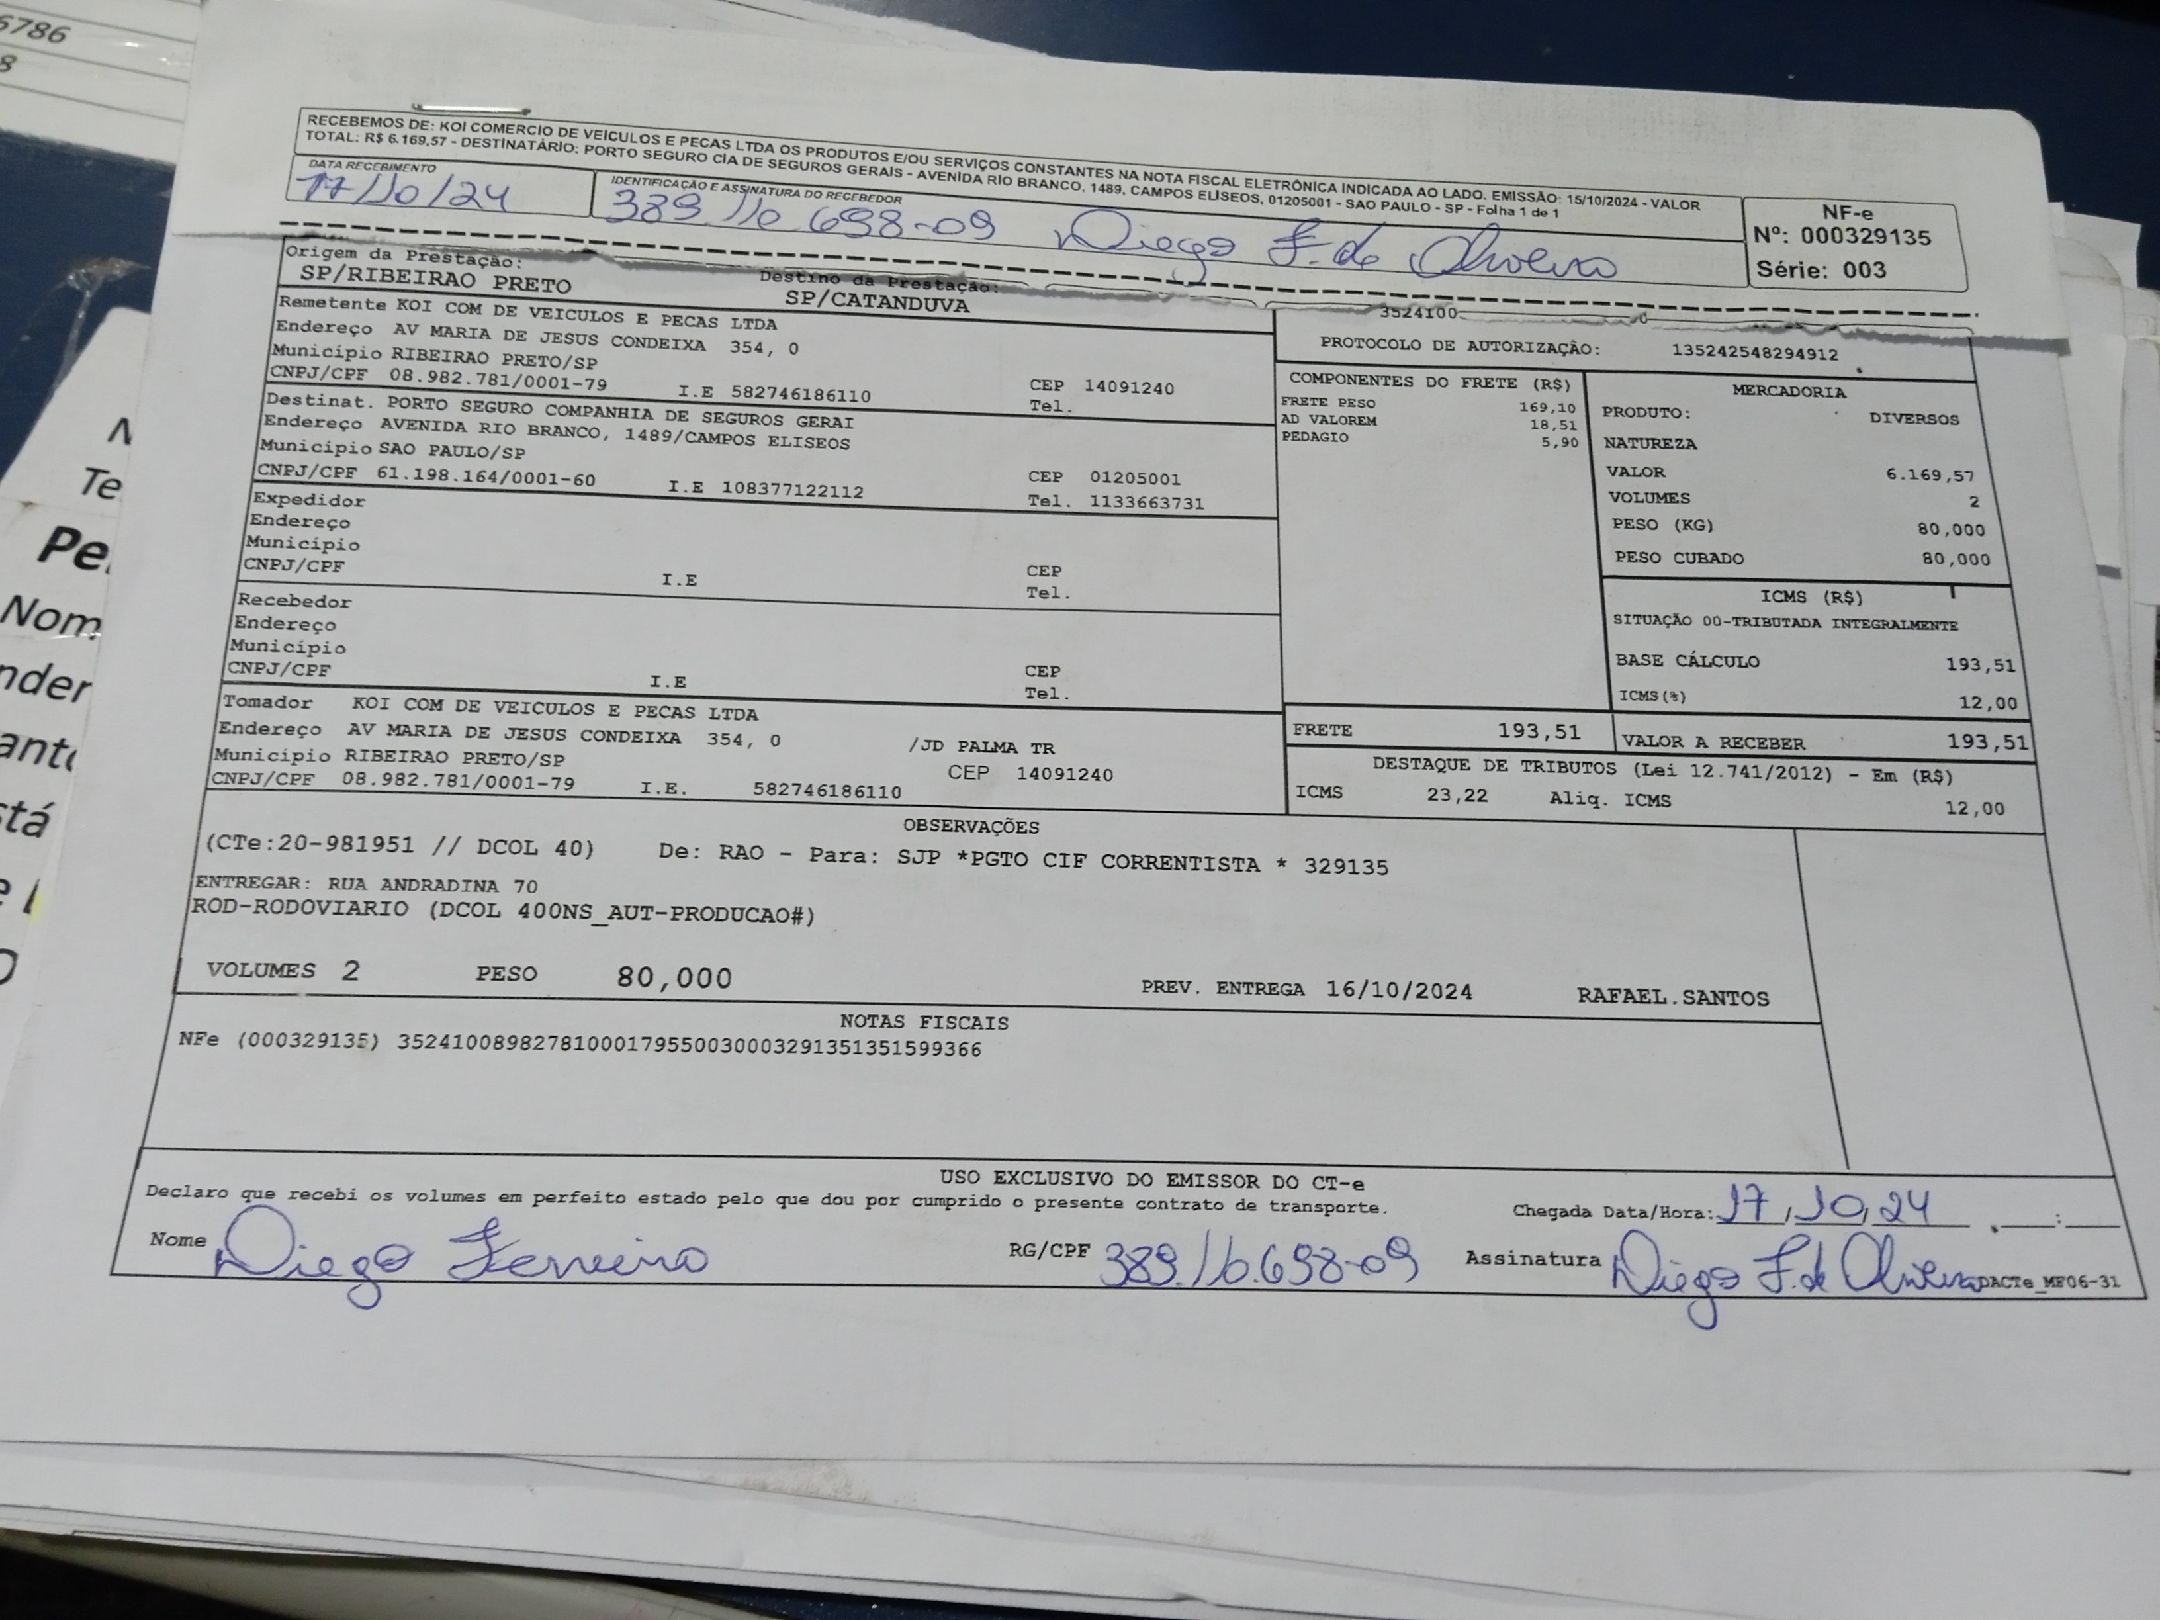 6786
8
RECEBEMOS DE: KOI COMERCIO DE VEICULOS E PECAS LTDA OS PRODUTOS E/OU SERVIÇOS CONSTANTES NA NOTA FISCAL ELETRÔNICA INDICADA AO LADO. EMISSÃO: 15/10/2024 - VALOR
TOTAL: R$ 6.169,57 - DESTINATÁRIO: PORTO SEGURO CIA DE SEGUROS GERAIS - AVENIDA RIO BRANCO, 1489, CAMPOS ELISEOS, 01205001 - SAO PAULO - SP - Folha 1 de 1
DATA RECEBIMENTO
17/10/24
IDENTIFICAÇÃO E ASSINATURA DO RECEBEDOR
389.110.698-09 Diego F. de Oliveira
NF-e
Nº: 000329135
Série: 003
Origem da Prestação:
SP/RIBEIRAO PRETO
Destino da Prestação:
SP/CATANDUVA
3524100
Remetente KOI COM DE VEICULOS E PECAS LTDA
Endereço AV MARIA DE JESUS CONDEIXA 354, 0
Município RIBEIRAO PRETO/SP
CNPJ/CPF 08.982.781/0001-79 I.E 582746186110
CEP 14091240
Tel.
PROTOCOLO DE AUTORIZAÇÃO: 135242548294912
Destinat. PORTO SEGURO COMPANHIA DE SEGUROS GERAI
Endereço AVENIDA RIO BRANCO, 1489/CAMPOS ELISEOS
Município SAO PAULO/SP
CNPJ/CPF 61.198.164/0001-60 I.E 108377122112
CEP 01205001
Tel. 1133663731
Expedidor
Endereço
Município
CNPJ/CPF I.E
CEP
Tel.
Recebedor
Endereço
Município
CNPJ/CPF I.E
CEP
Tel.
Tomador KOI COM DE VEICULOS E PECAS LTDA
Endereço AV MARIA DE JESUS CONDEIXA 354, 0 /JD PALMA TR
Município RIBEIRAO PRETO/SP CEP 14091240
CNPJ/CPF 08.982.781/0001-79 I.E. 582746186110
COMPONENTES DO FRETE (R$)
FRETE PESO 169,10
AD VALOREM 18,51
PEDAGIO 5,90
MERCADORIA
PRODUTO: DIVERSOS
NATUREZA
VALOR 6.169,57
VOLUMES 2
PESO (KG) 80,000
PESO CUBADO 80,000
ICMS (R$)
SITUAÇÃO 00-TRIBUTADA INTEGRALMENTE
BASE CÁLCULO 193,51
ICMS(%) 12,00
FRETE 193,51
VALOR A RECEBER 193,51
DESTAQUE DE TRIBUTOS (Lei 12.741/2012) - Em (R$)
ICMS 23,22 Aliq. ICMS 12,00
OBSERVAÇÕES
(CTe:20-981951 // DCOL 40) De: RAO - Para: SJP *PGTO CIF CORRENTISTA * 329135
ENTREGAR: RUA ANDRADINA 70
ROD-RODOVIARIO (DCOL 400NS_AUT-PRODUCAO#)
VOLUMES 2 PESO 80,000 PREV. ENTREGA 16/10/2024 RAFAEL.SANTOS
NOTAS FISCAIS
NFe (000329135) 35241008982781000179550030003291351351599366
USO EXCLUSIVO DO EMISSOR DO CT-e
Declaro que recebi os volumes em perfeito estado pelo que dou por cumprido o presente contrato de transporte.
Chegada Data/Hora: 17/10/24 :
Nome Diego Ferreira RG/CPF 389.110.698-09 Assinatura Diego F. de Oliveira DACTe_MF06-31
Te
Pe
Nom
nder
ant
stá